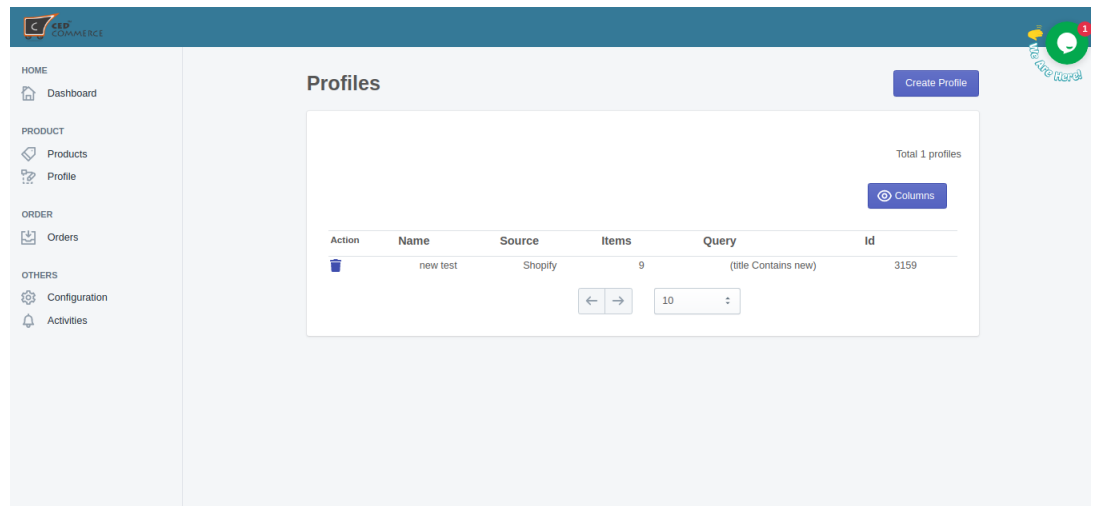 C
CED
COMMERCE
1
We Are Here!
HOME
Dashboard
PRODUCT
Products
Profile
ORDER
Orders
OTHERS
Configuration
Activities
Profiles
Create Profile
Total 1 profiles
Columns
Action Name Source Items Query Id
new test Shopify 9 (title Contains new) 3159
10